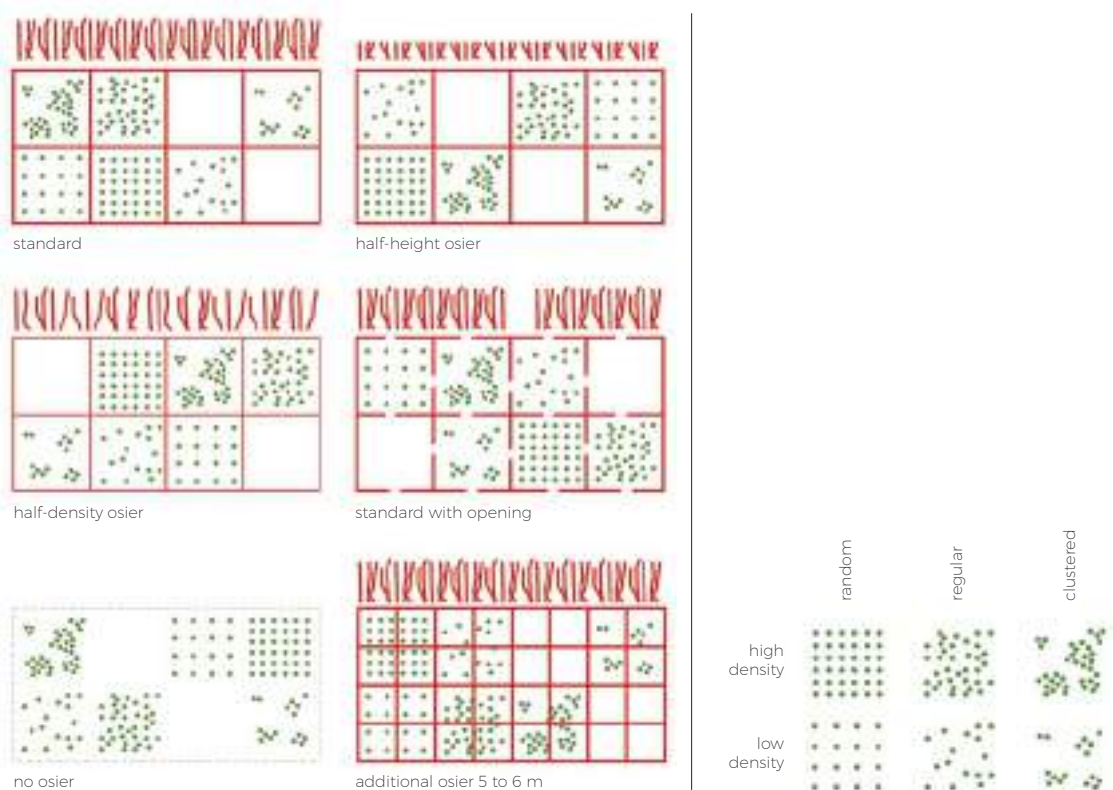 standard
half-height osier
half-density osier
standard with opening
no osier
additional osier 5 to 6 m
random
regular
clustered
high
density
low
density